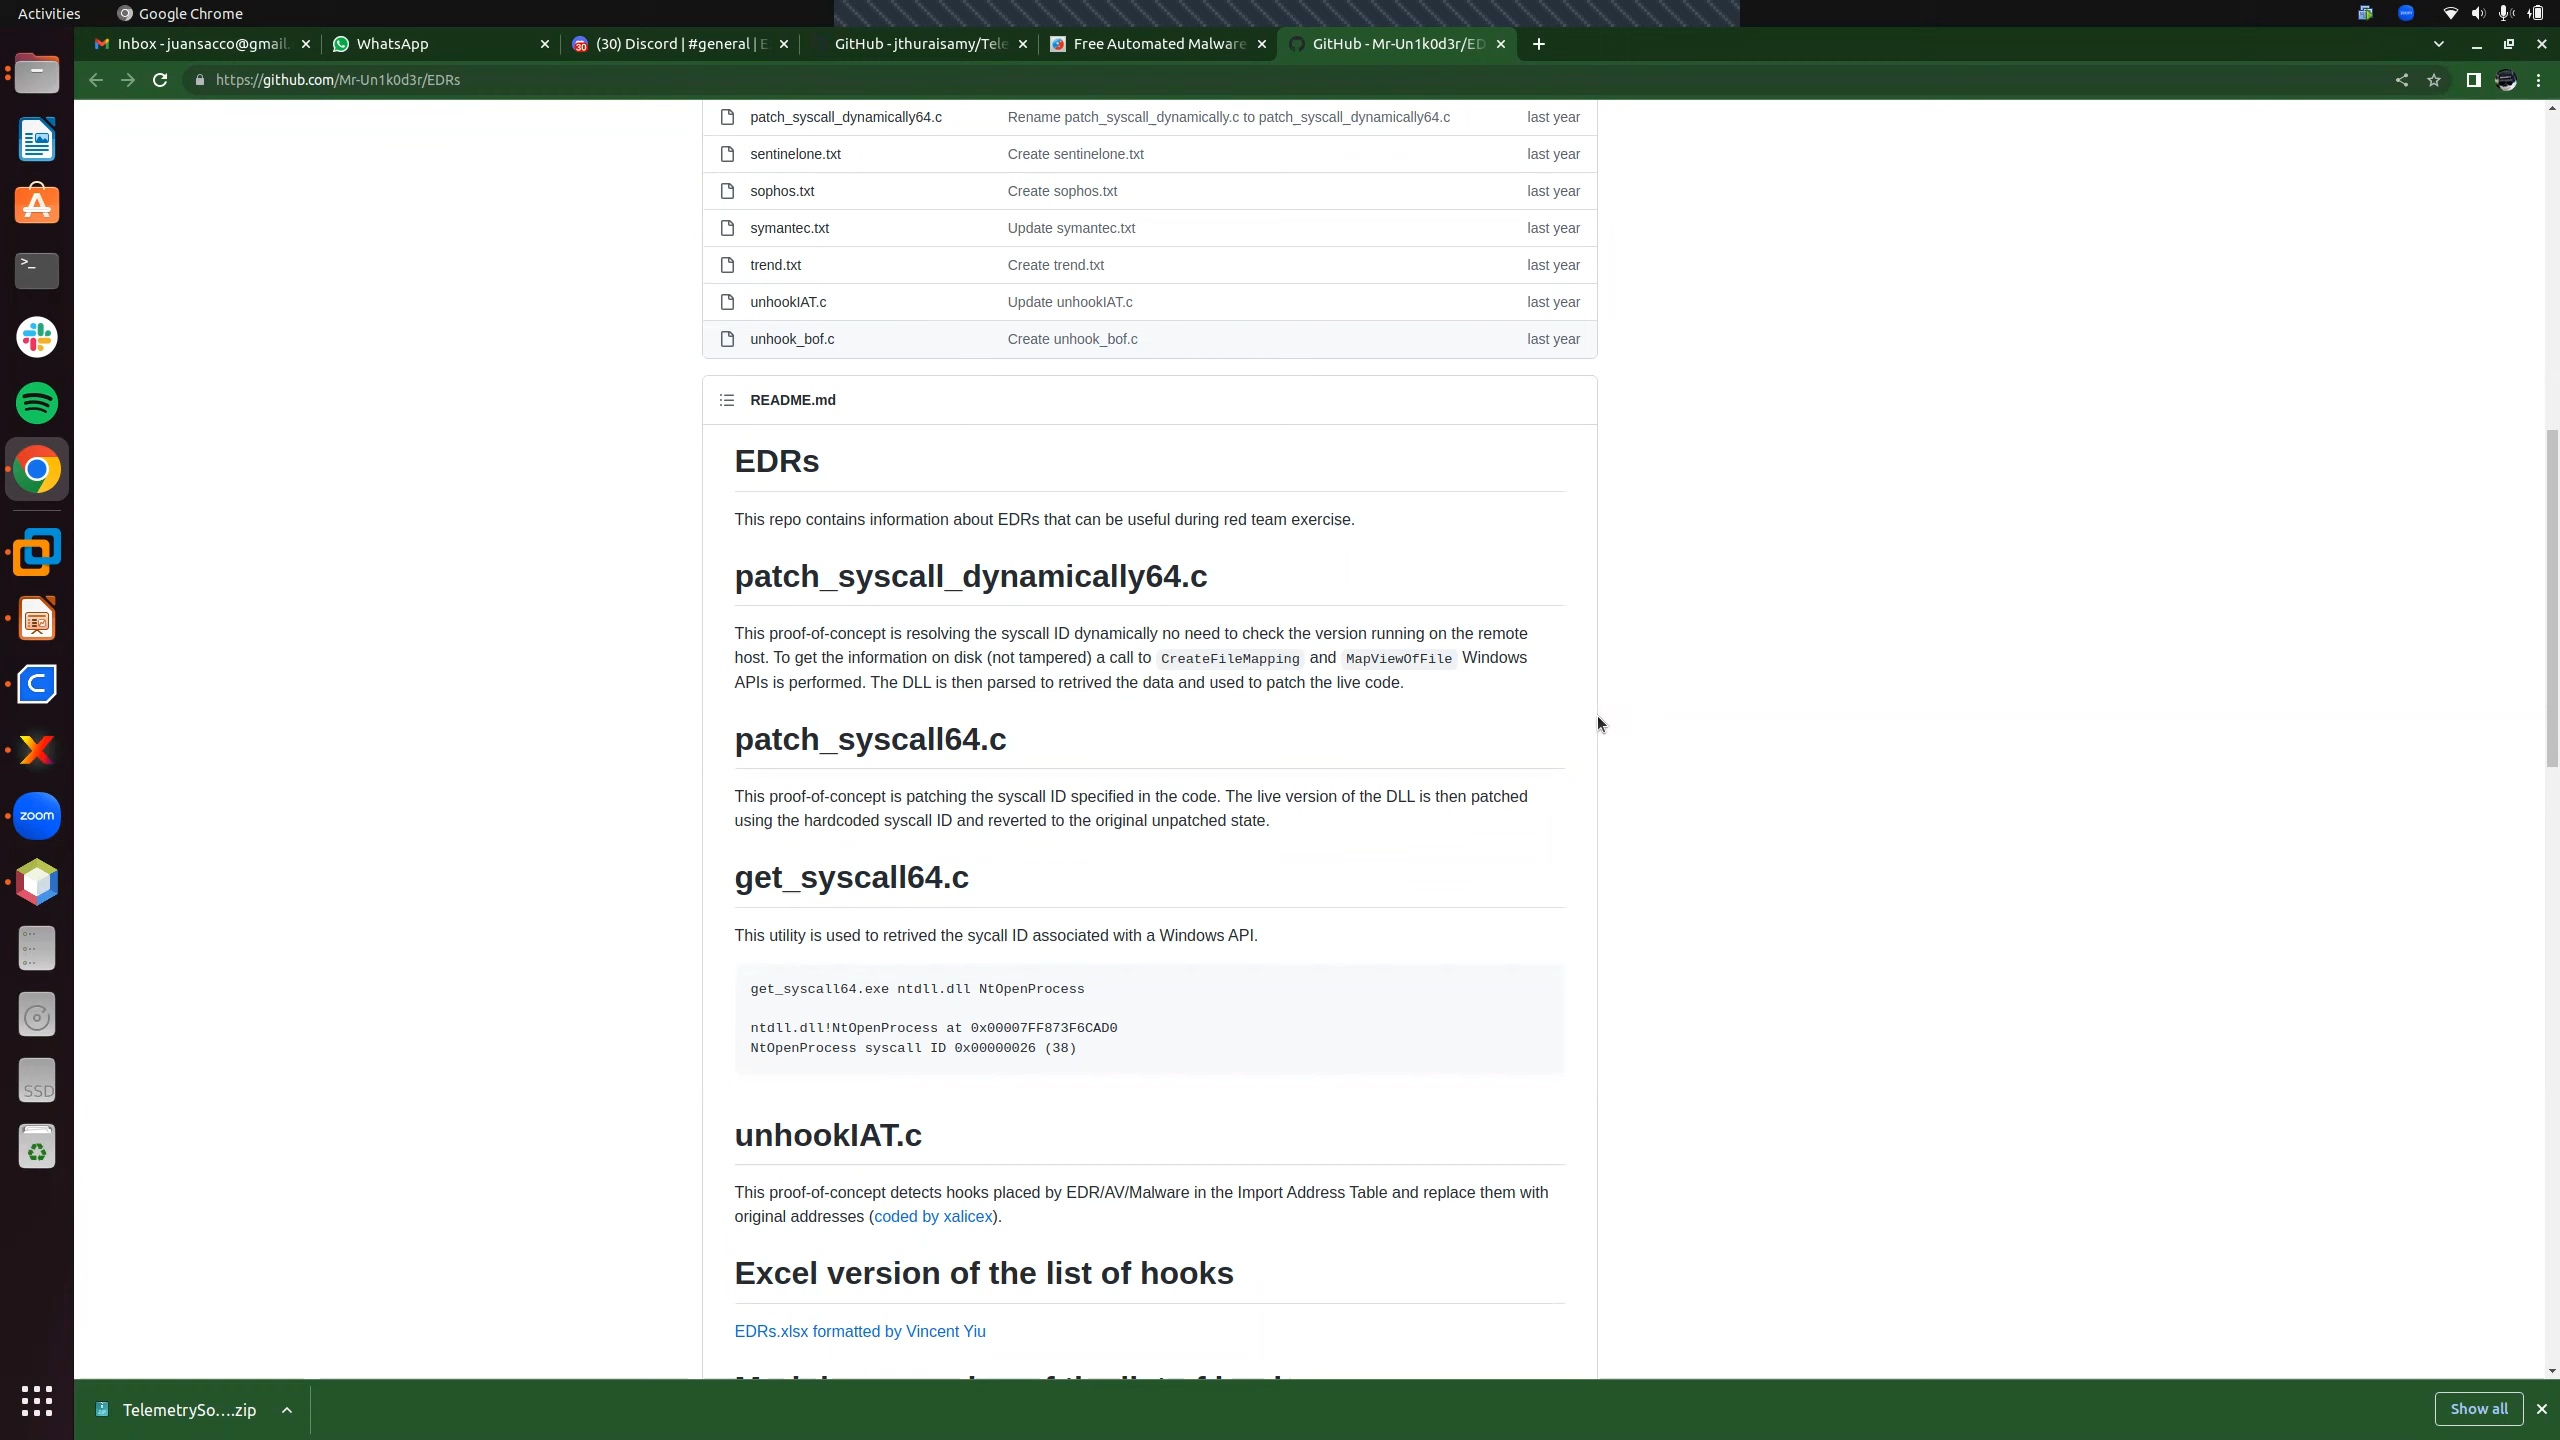 Activities
Google Chrome
Inbox - juansacco@gmail.
WhatsApp
(30) Discord | #general | E
GitHub - jthuraisamy/Tele
Free Automated Malware
GitHub - Mr-Un1k0d3r/ED
https://github.com/Mr-Un1k0d3r/EDRs
patch_syscall_dynamically64.c Rename patch_syscall_dynamically.c to patch_syscall_dynamically64.c last year
sentinelone.txt Create sentinelone.txt last year
sophos.txt Create sophos.txt last year
symantec.txt Update symantec.txt last year
trend.txt Create trend.txt last year
unhookIAT.c Update unhookIAT.c last year
unhook_bof.c Create unhook_bof.c last year
README.md
EDRs
This repo contains information about EDRs that can be useful during red team exercise.
patch_syscall_dynamically64.c
This proof-of-concept is resolving the syscall ID dynamically no need to check the version running on the remote
host. To get the information on disk (not tampered) a call to CreateFileMapping and MapViewOfFile Windows
APIs is performed. The DLL is then parsed to retrived the data and used to patch the live code.
patch_syscall64.c
This proof-of-concept is patching the syscall ID specified in the code. The live version of the DLL is then patched
using the hardcoded syscall ID and reverted to the original unpatched state.
get_syscall64.c
This utility is used to retrived the sycall ID associated with a Windows API.
get_syscall64.exe ntdll.dll NtOpenProcess
ntdll.dll!NtOpenProcess at 0x00007FF873F6CAD0
NtOpenProcess syscall ID 0x00000026 (38)
unhookIAT.c
This proof-of-concept detects hooks placed by EDR/AV/Malware in the Import Address Table and replace them with
original addresses (coded by xalicex).
Excel version of the list of hooks
EDRs.xlsx formatted by Vincent Yiu
zoom
SSD
TelemetrySo....zip
Show all